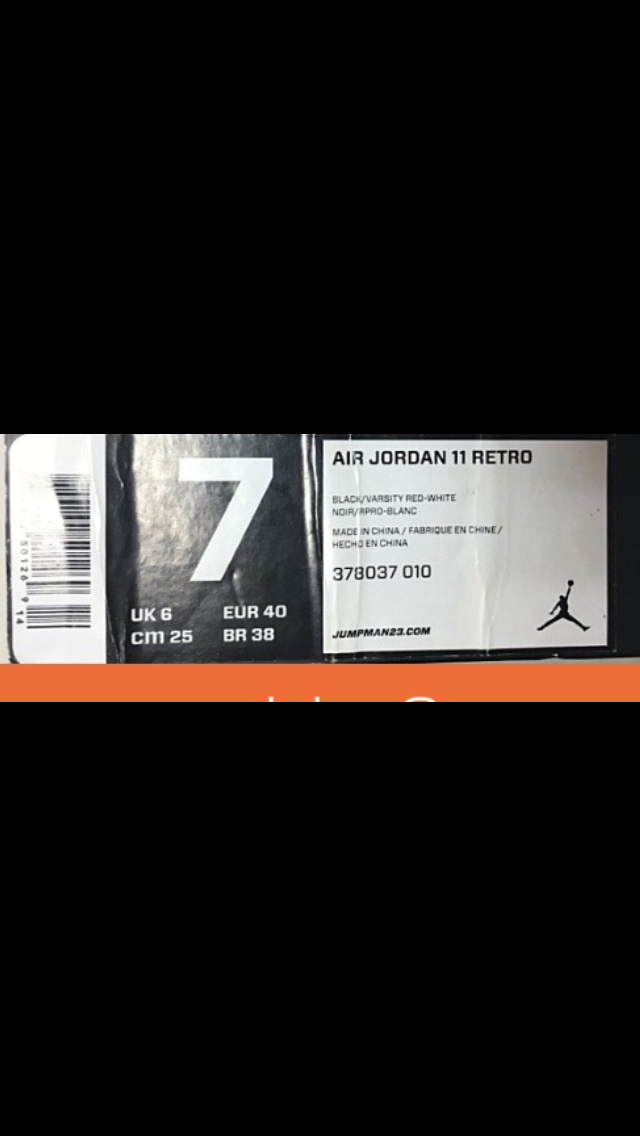 7
UK 6 EUR 40
cm 25 BR 38
AIR JORDAN 11 RETRO
BLACK/VARSITY RED-WHITE
NOIR/RPRO-BLANC
MADE IN CHINA / FABRIQUE EN CHINE /
HECHO EN CHINA
378037 010
JUMPMAN23.COM